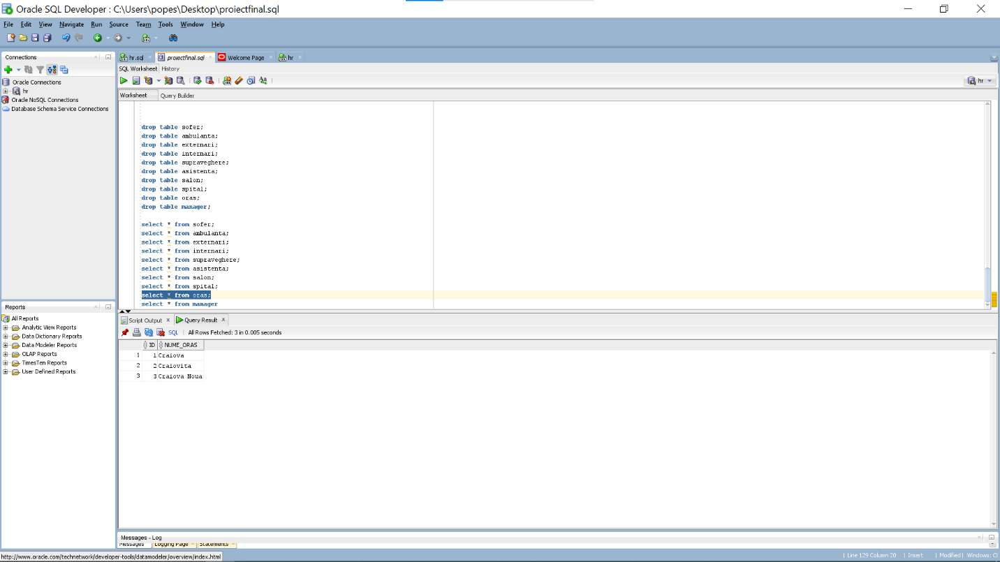 Oracle SQL Developer : C:\Users\popes\Desktop\proiectfinal.sql
File Edit View Navigate Run Source Team Tools Window Help
Connections
Oracle Connections
hr
Oracle NoSQL Connections
Database Schema Service Connections
hr.sql proiectfinal.sql Welcome Page hr
SQL Worksheet History
hr
Worksheet Query Builder
drop table sofer;
drop table ambulanta;
drop table externari;
drop table internari;
drop table supraveghere;
drop table asistenta;
drop table salon;
drop table spital;
drop table oras;
drop table manager;
select * from sofer;
select * from ambulanta;
select * from externari;
select * from internari;
select * from supraveghere;
select * from asistenta;
select * from salon;
select * from spital;
select * from oras;
select * from manager
Reports
All Reports
Analytic View Reports
Data Dictionary Reports
Data Modeler Reports
OLAP Reports
TimesTen Reports
User Defined Reports
Script Output x Query Result x
SQL | All Rows Fetched: 3 in 0.005 seconds
ID NUME_ORAS
1 1 Craiova
2 2 Craiovita
3 3 Craiova Noua
Messages - Log
Messages Logging Page Statements
http://www.oracle.com/technetwork/developer-tools/datamodeler/overview/index.html
| Line 129 Column 20 | Insert | Modified | Windows: